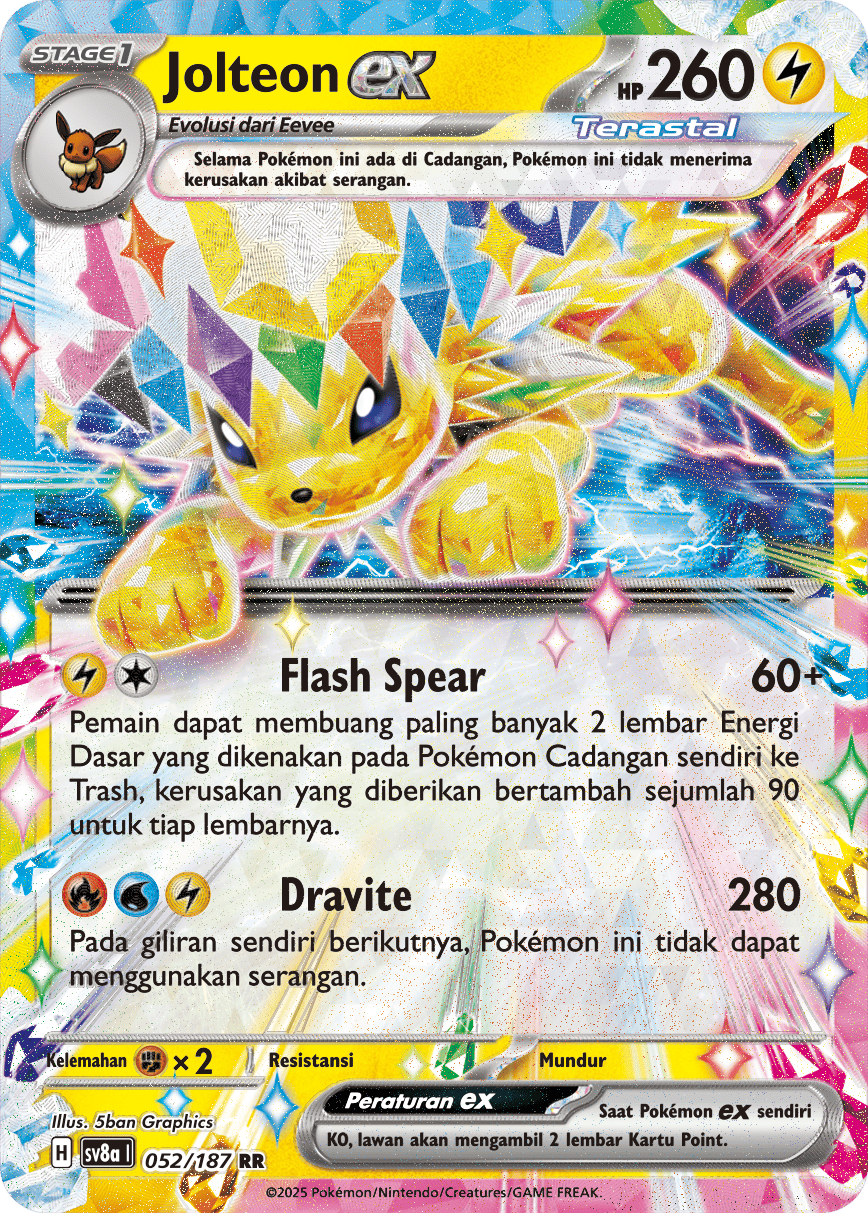 STAGE1 Jolteon ex HP 260
Evolusi dari Eevee Terastal
Selama Pokémon ini ada di Cadangan, Pokémon ini tidak menerima
kerusakan akibat serangan.
Flash Spear 60+
Pemain dapat membuang paling banyak 2 lembar Energi
Dasar yang dikenakan pada Pokémon Cadangan sendiri ke
Trash, kerusakan yang diberikan bertambah sejumlah 90
untuk tiap lembarnya.
Dravite 280
Pada giliran sendiri berikutnya, Pokémon ini tidak dapat
menggunakan serangan.
Kelemahan ×2 Resistansi Mundur
Peraturan ex Saat Pokémon ex sendiri
KO, lawan akan mengambil 2 lembar Kartu Poin.
Illus. 5ban Graphics
H sv8a I 052/187 RR
©2025 Pokémon/Nintendo/Creatures/GAME FREAK.